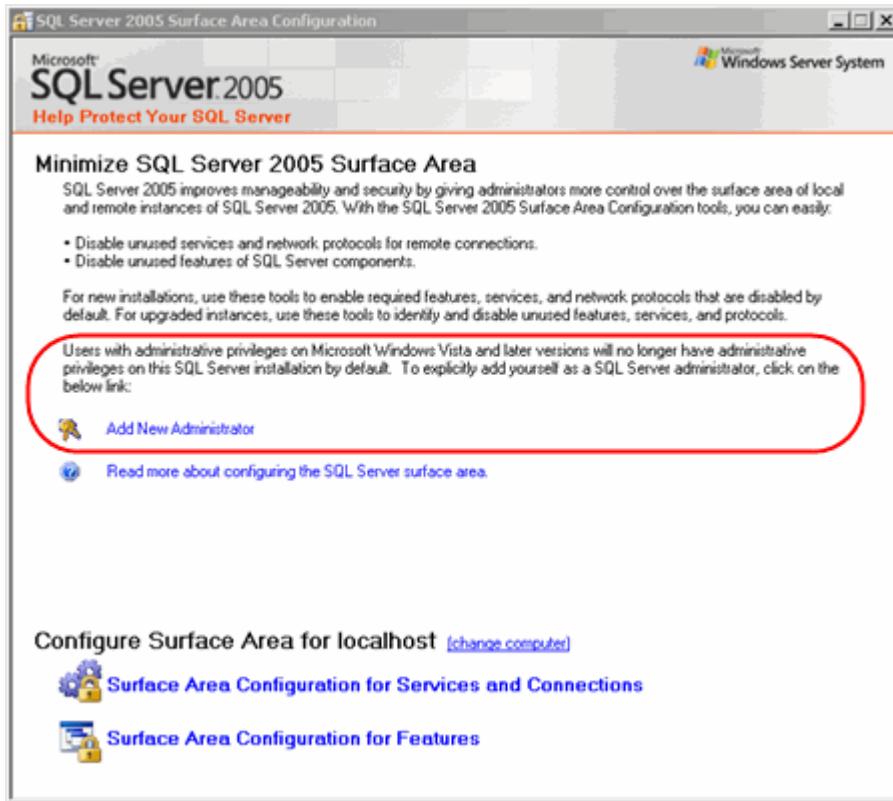 SQL Server 2005 Surface Area Configuration
Microsoft
SQL Server 2005
Help Protect Your SQL Server
Microsoft
Windows Server System
Minimize SQL Server 2005 Surface Area
SQL Server 2005 improves manageability and security by giving administrators more control over the surface area of local
and remote instances of SQL Server 2005. With the SQL Server 2005 Surface Area Configuration tools, you can easily:
• Disable unused services and network protocols for remote connections.
• Disable unused features of SQL Server components.
For new installations, use these tools to enable required features, services, and network protocols that are disabled by
default. For upgraded instances, use these tools to identify and disable unused features, services, and protocols.
Users with administrative privileges on Microsoft Windows Vista and later versions will no longer have administrative
privileges on this SQL Server installation by default. To explicitly add yourself as a SQL Server administrator, click on the
below link:
Add New Administrator
Read more about configuring the SQL Server surface area.
Configure Surface Area for localhost (change computer)
Surface Area Configuration for Services and Connections
Surface Area Configuration for Features